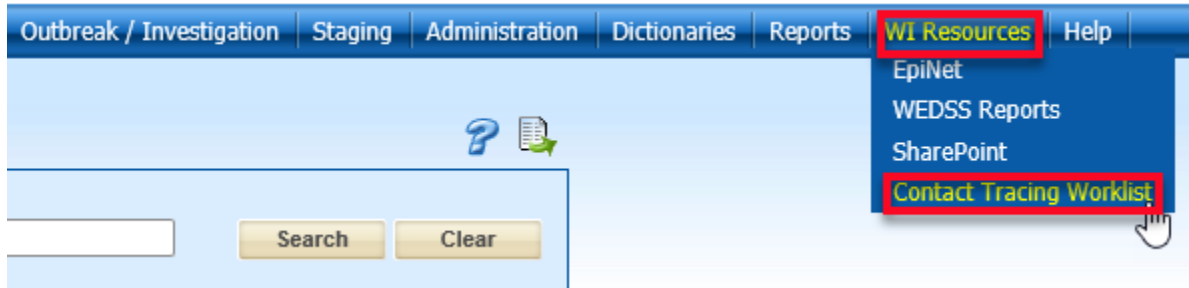 Outbreak / Investigation Staging Administration Dictionaries Reports WI Resources Help
EpiNet
WEDSS Reports
SharePoint
Contact Tracing Worklist
Search Clear